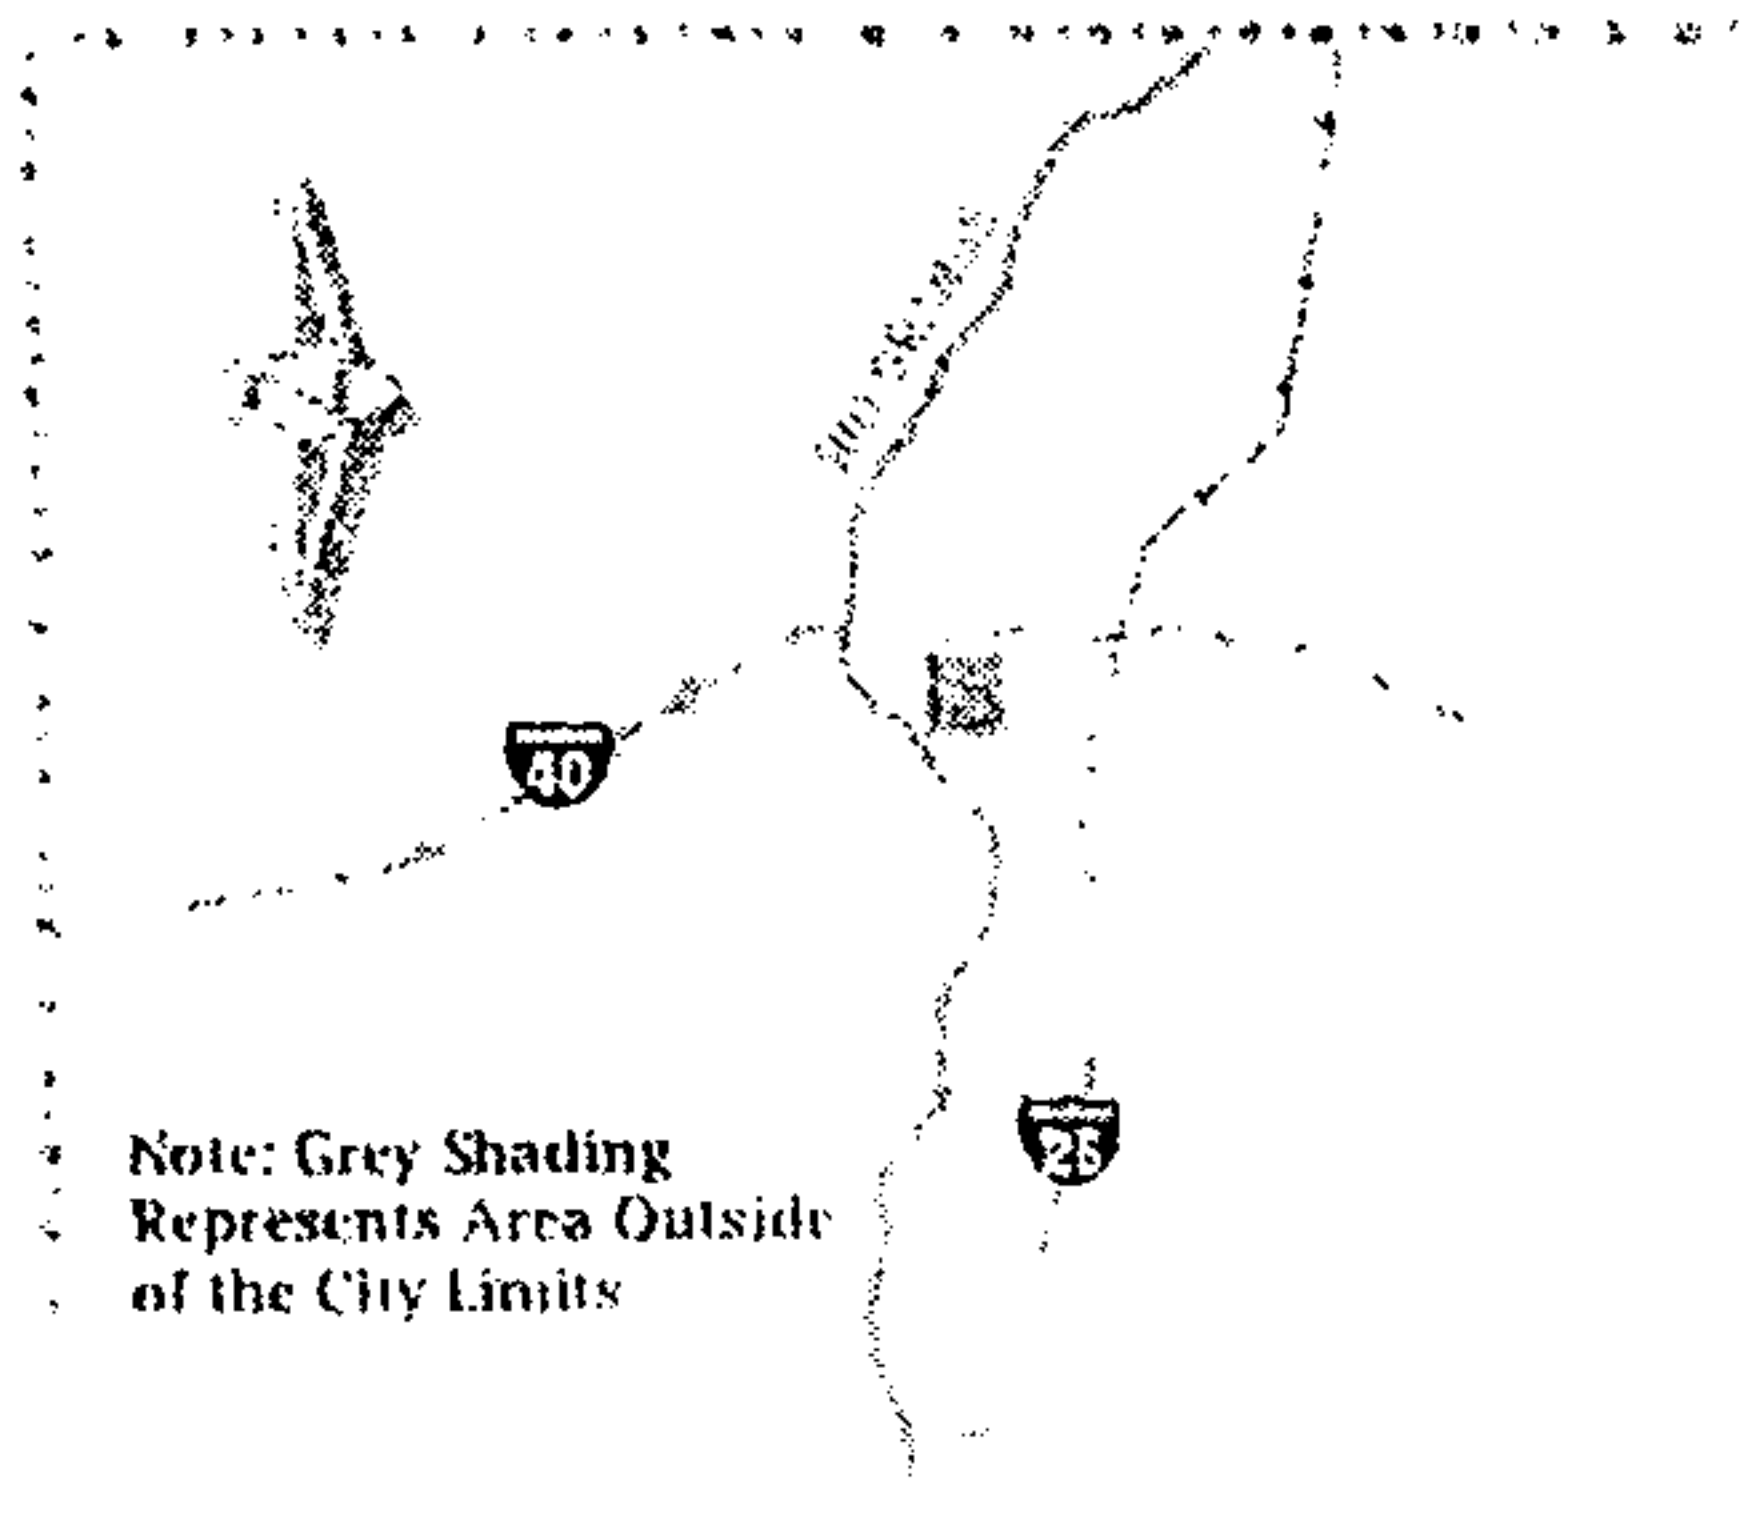 40
25
Note: Grey Shading
Represents Area Outside
of the City Limits